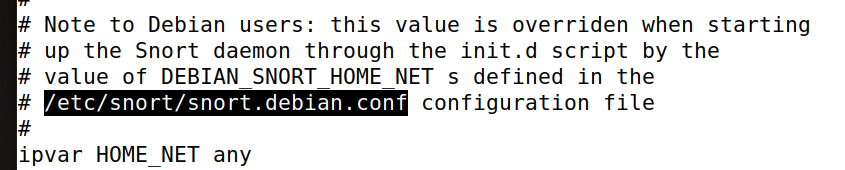 #
# Note to Debian users: this value is overriden when starting
# up the Snort daemon through the init.d script by the
# value of DEBIAN_SNORT_HOME_NET s defined in the
# /etc/snort/snort.debian.conf configuration file
#
ipvar HOME_NET any